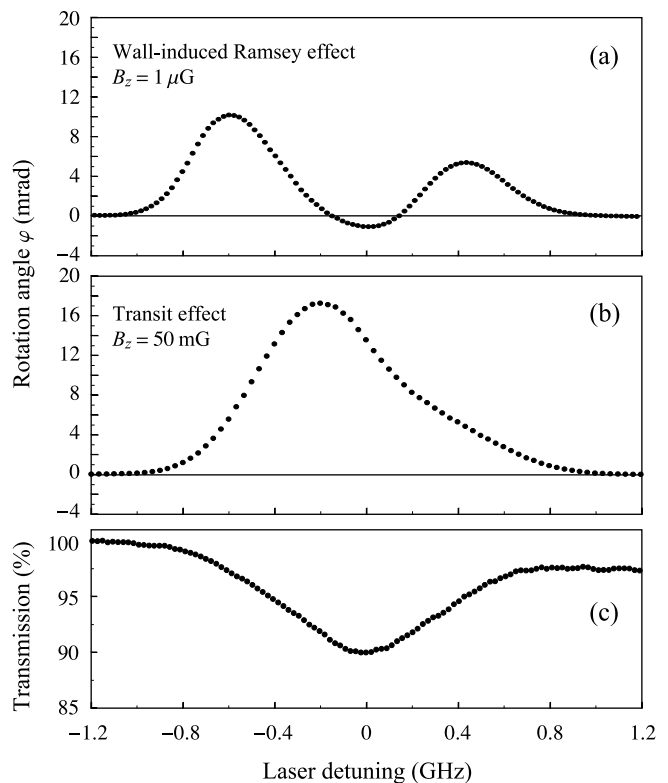 20
16
12
8
4
0
−4
Wall-induced Ramsey effect
B_z = 1 μG
(a)
Rotation angle φ (mrad)
20
16
12
8
4
0
−4
Transit effect
B_z = 50 mG
(b)
100
95
90
85
Transmission (%)
(c)
−1.2 −0.8 −0.4 0 0.4 0.8 1.2
Laser detuning (GHz)